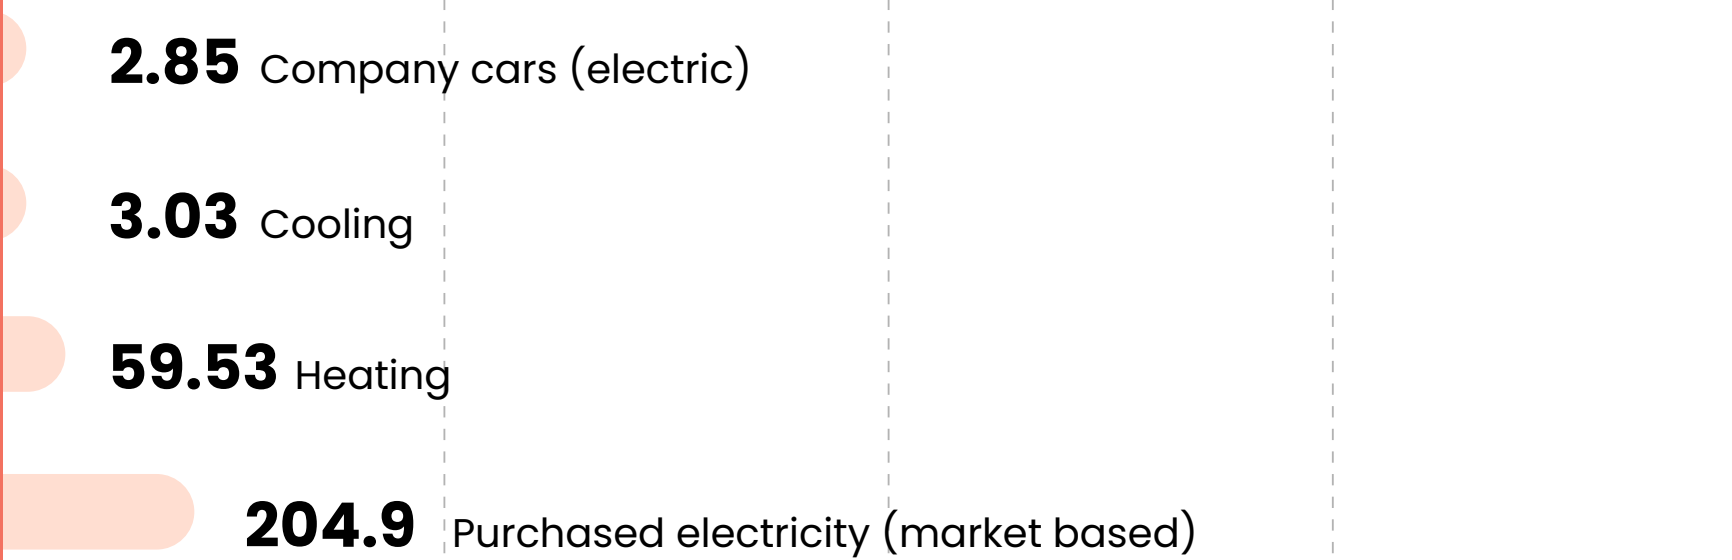 2.85 Company cars (electric)
3.03 Cooling
59.53 Heating
204.9 Purchased electricity (market based)